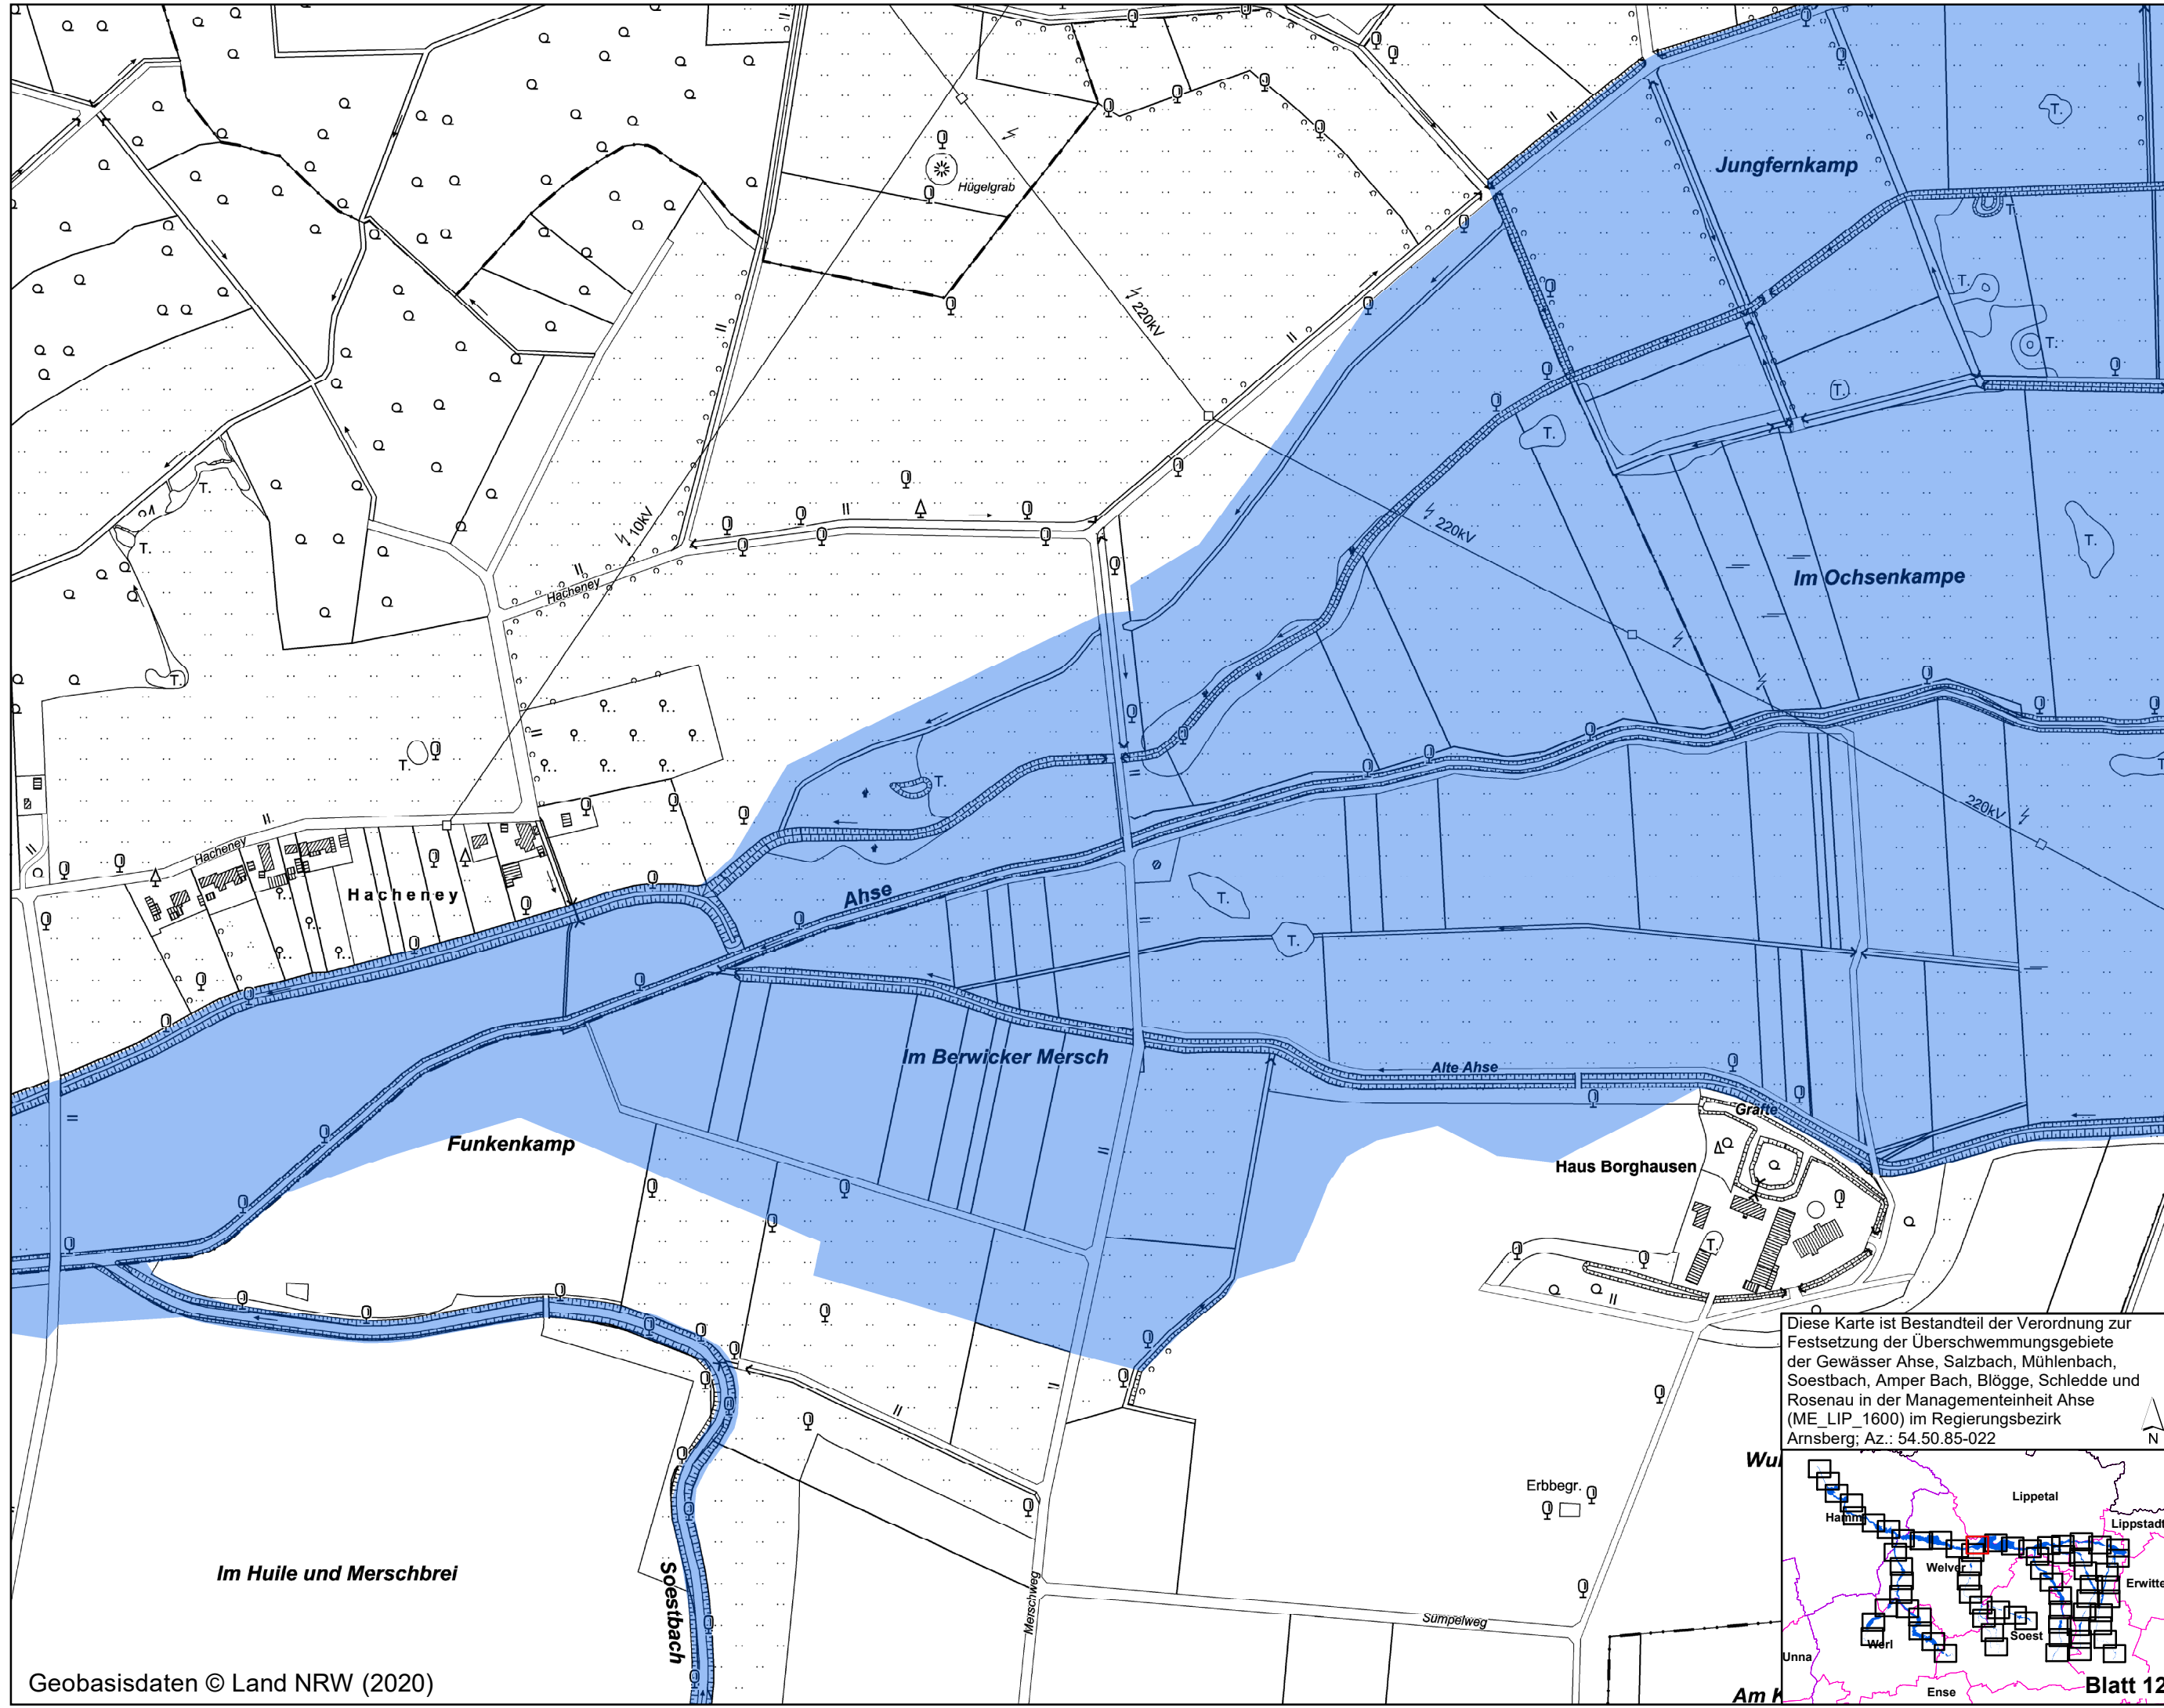 Jungfernkamp
T.
Hügelgrab
T.
T.
220kV
T.
T.
T.
T.
110kV
220kV
T.
T.
Im Ochsenkampe
Hacheney
T.
T.
T.
T.
220kV
Hacheney
Hacheney
Ahse
T.
T.
Im Berwicker Mersch
Alte Ahse
Gräfte
Funkenkamp
Haus Borghausen
T.
Diese Karte ist Bestandteil der Verordnung zur
Festsetzung der Überschwemmungsgebiete
der Gewässer Ahse, Salzbach, Mühlenbach,
Soestbach, Amper Bach, Blögge, Schledde und
Rosenau in der Managementeinheit Ahse
(ME_LIP_1600) im Regierungsbezirk
Arnsberg; Az.: 54.50.85-022
N
Erbbegr.
Lippetal
Hamm
Lippstadt
Welver
Erwitte
Soest
Werl
Unna
Ense
Blatt 12
Im Huile und Merschbrei
Soestbach
Merschweg
Sümpelweg
Am K
Geobasisdaten © Land NRW (2020)